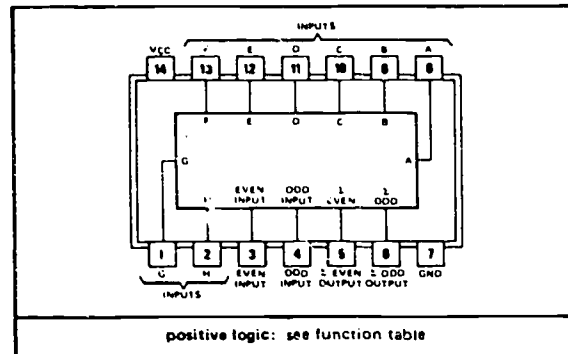 INPUTS
VCC F E D C B A
14 13 12 11 10 9 8
F E D C B
G A
H EVEN INPUT ODD INPUT Σ EVEN Σ ODD
1 2 3 4 5 6 7
G H EVEN INPUT ODD INPUT Σ EVEN OUTPUT Σ ODD OUTPUT GND
INPUTS
positive logic: see function table